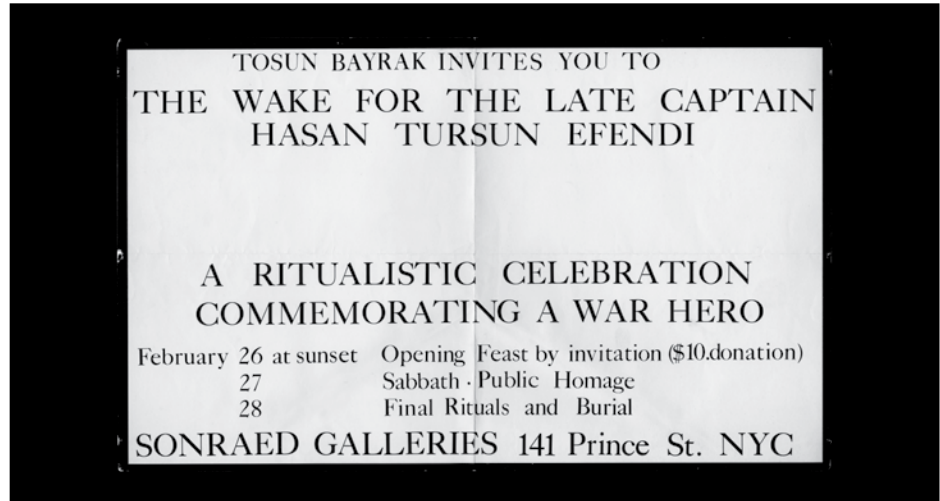 TOSUN BAYRAK INVITES YOU TO
THE WAKE FOR THE LATE CAPTAIN
HASAN TURSUN EFENDI
A RITUALISTIC CELEBRATION
COMMEMORATING A WAR HERO
February 26 at sunset Opening Feast by invitation ($10.donation)
27 Sabbath · Public Homage
28 Final Rituals and Burial
SONRAED GALLERIES 141 Prince St. NYC